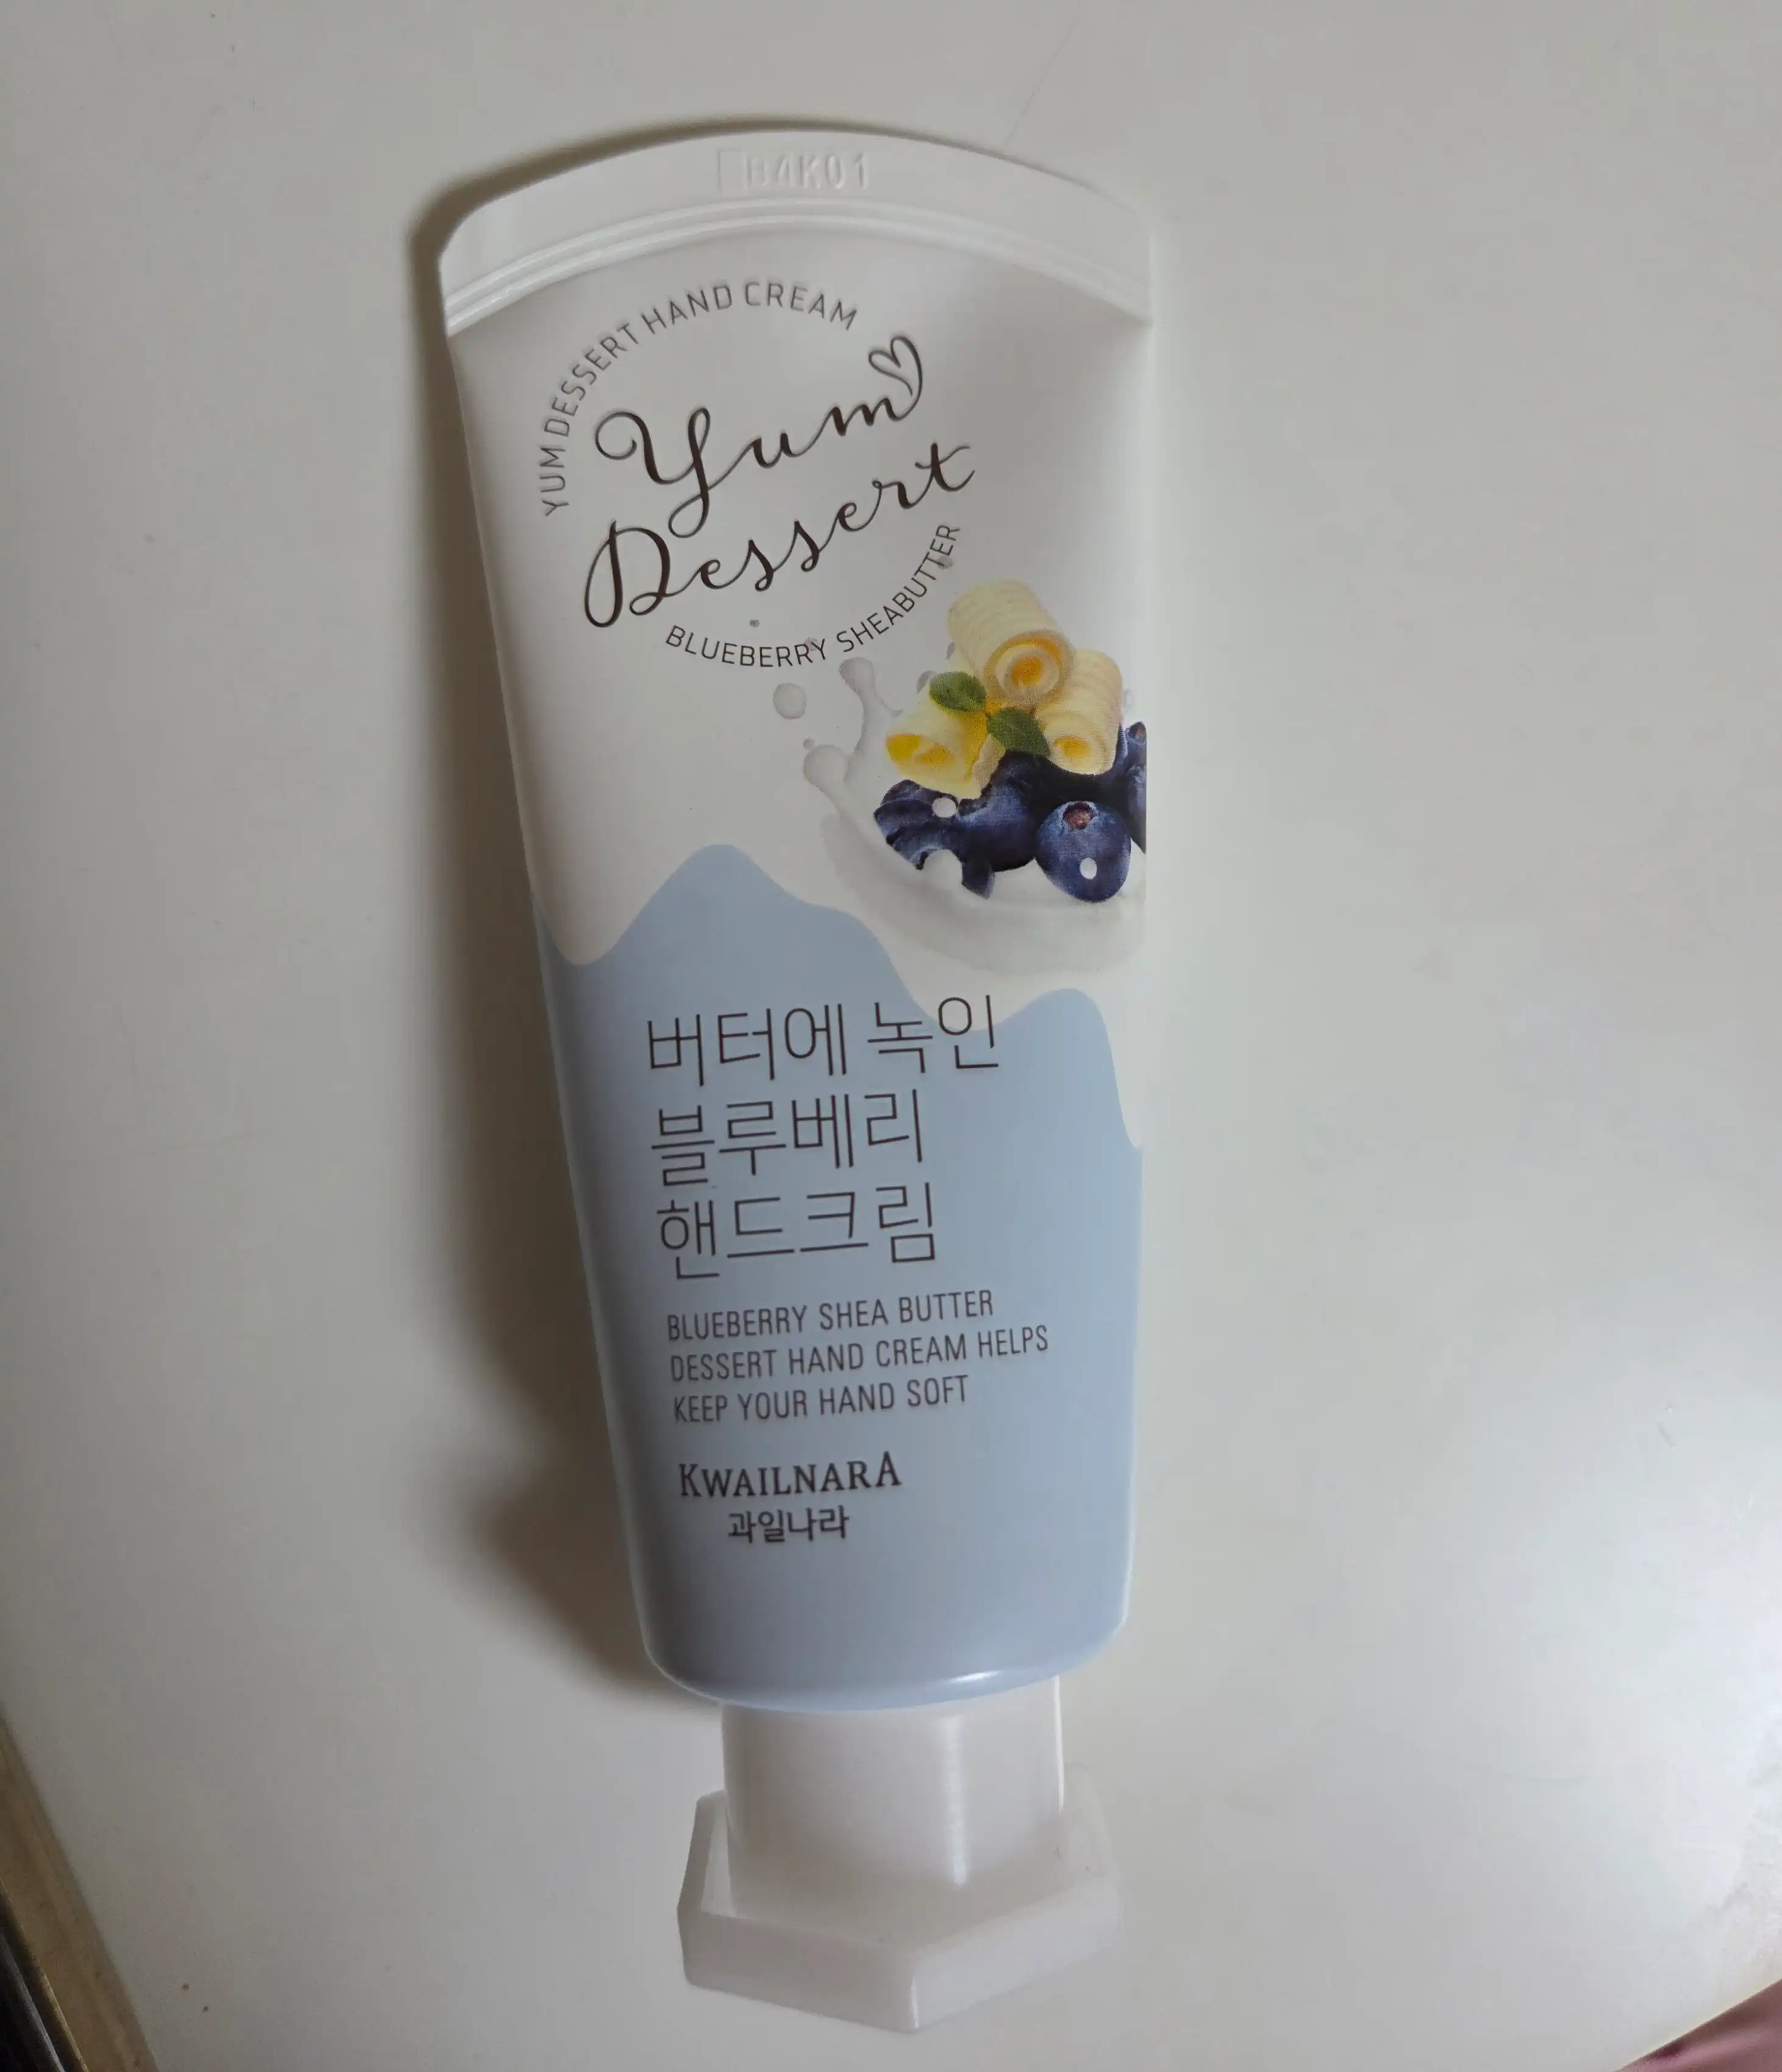 B4K01
YUM DESSERT HAND CREAM
Yum
Dessert
BLUEBERRY SHEABUTTER
버터에 녹인
블루베리
핸드크림
BLUEBERRY SHEA BUTTER
DESSERT HAND CREAM HELPS
KEEP YOUR HAND SOFT
KWAILNARA
과일나라